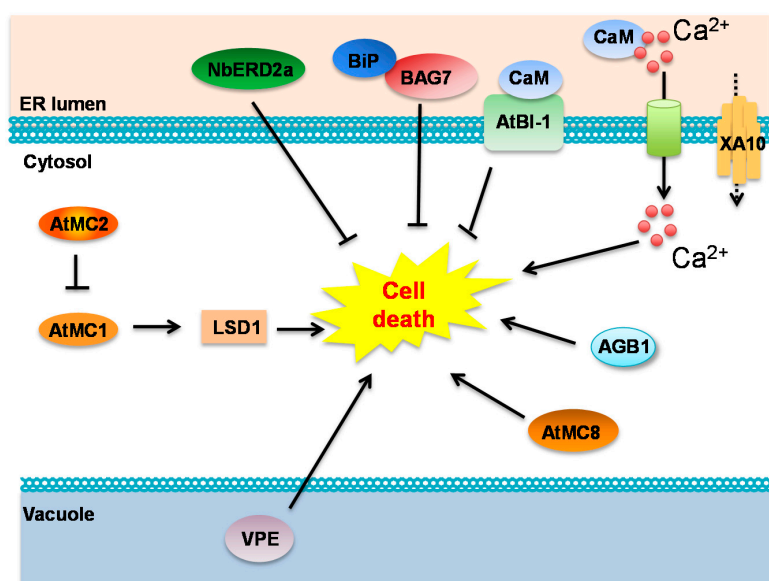 CaM
Ca2+
NbERD2a
BiP
BAG7
CaM
AtBI-1
XA10
ER lumen
Cytosol
AtMC2
Ca2+
AtMC1
LSD1
Cell
death
AGB1
AtMC8
Vacuole
VPE